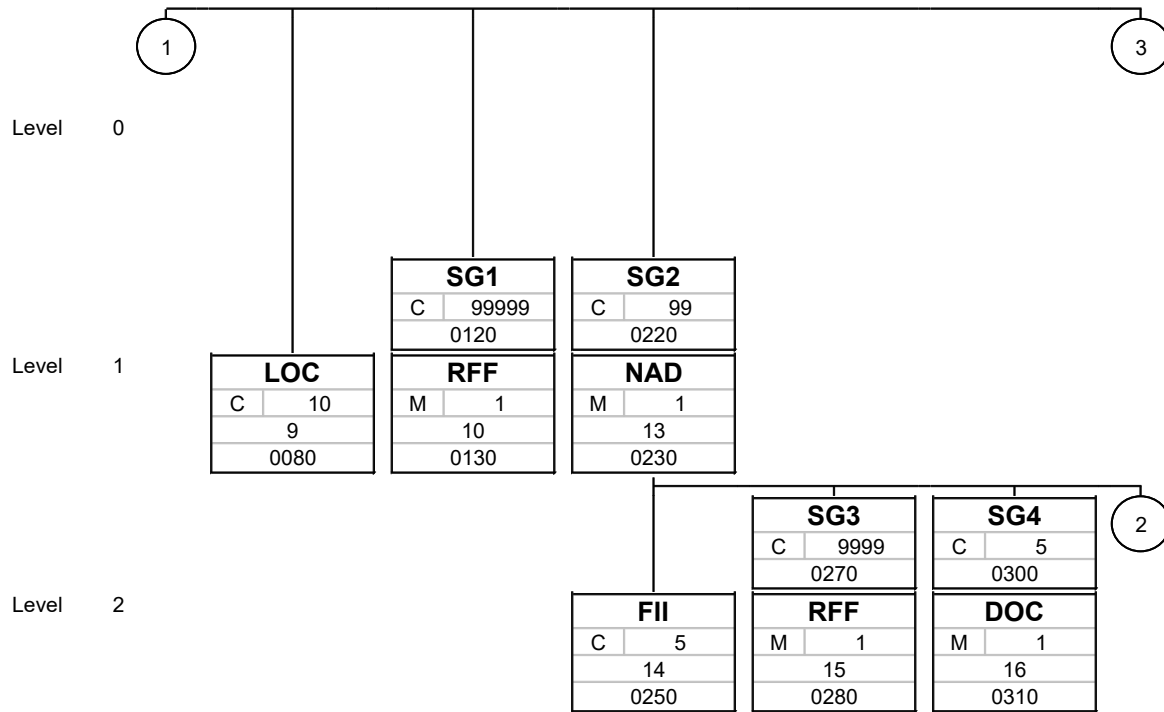 1
3
Level 0
SG1 SG2
C 99999 C 99
0120 0220
Level 1
LOC RFF NAD
C 10 M 1 M 1
9 10 13
0080 0130 0230
2
SG3 SG4
C 9999 C 5
0270 0300
Level 2
FII RFF DOC
C 5 M 1 M 1
14 15 16
0250 0280 0310